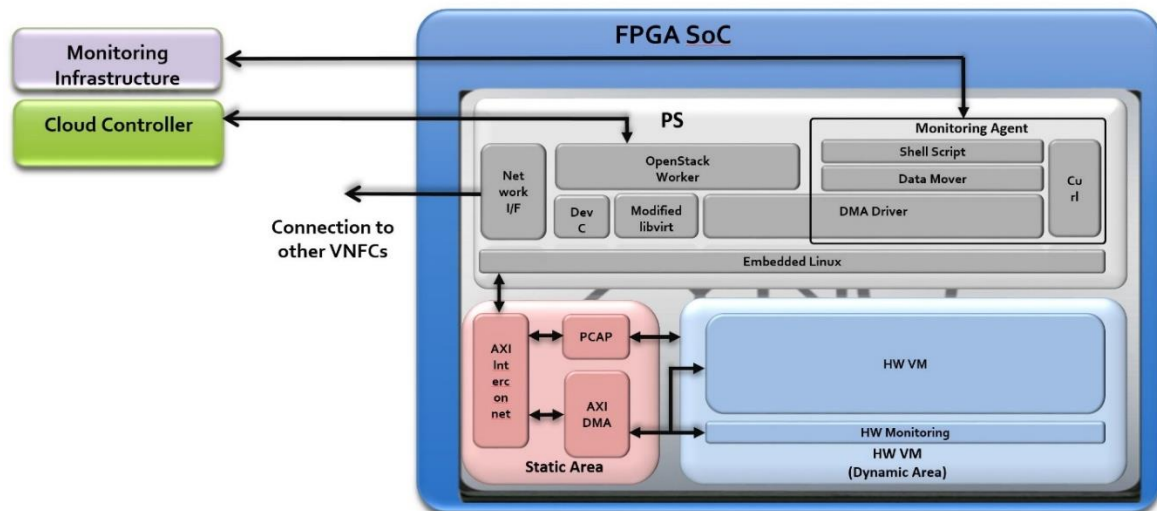 FPGA SoC
Monitoring
Infrastructure
Cloud Controller
PS
Monitoring Agent
Shell Script
Data Mover
DMA Driver
Cu
rl
OpenStack
Worker
Net
work
I/F
Dev
C
Modified
libvirt
Connection to
other VNFCs
Embedded Linux
AXI
Int
erc
on
net
PCAP
AXI
DMA
Static Area
HW VM
HW Monitoring
HW VM
(Dynamic Area)